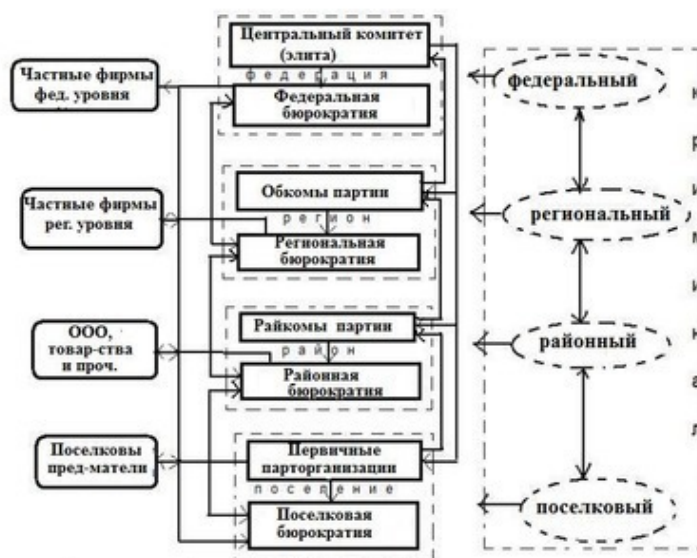 Центральный комитет
(элита)
федерация
Федеральная
бюрократия
Частные фирмы
фед. уровня
федеральный
Обкомы партии
регион
Региональная
бюрократия
Частные фирмы
рег. уровня
региональный
Райкомы партии
район
Районная
бюрократия
ООО,
товар-ства
и проч.
районный
Первичные
парторганизации
поселение
Поселковая
бюрократия
Поселковы
пред-матели
поселковый
к
р
и
м
и
н
а
л